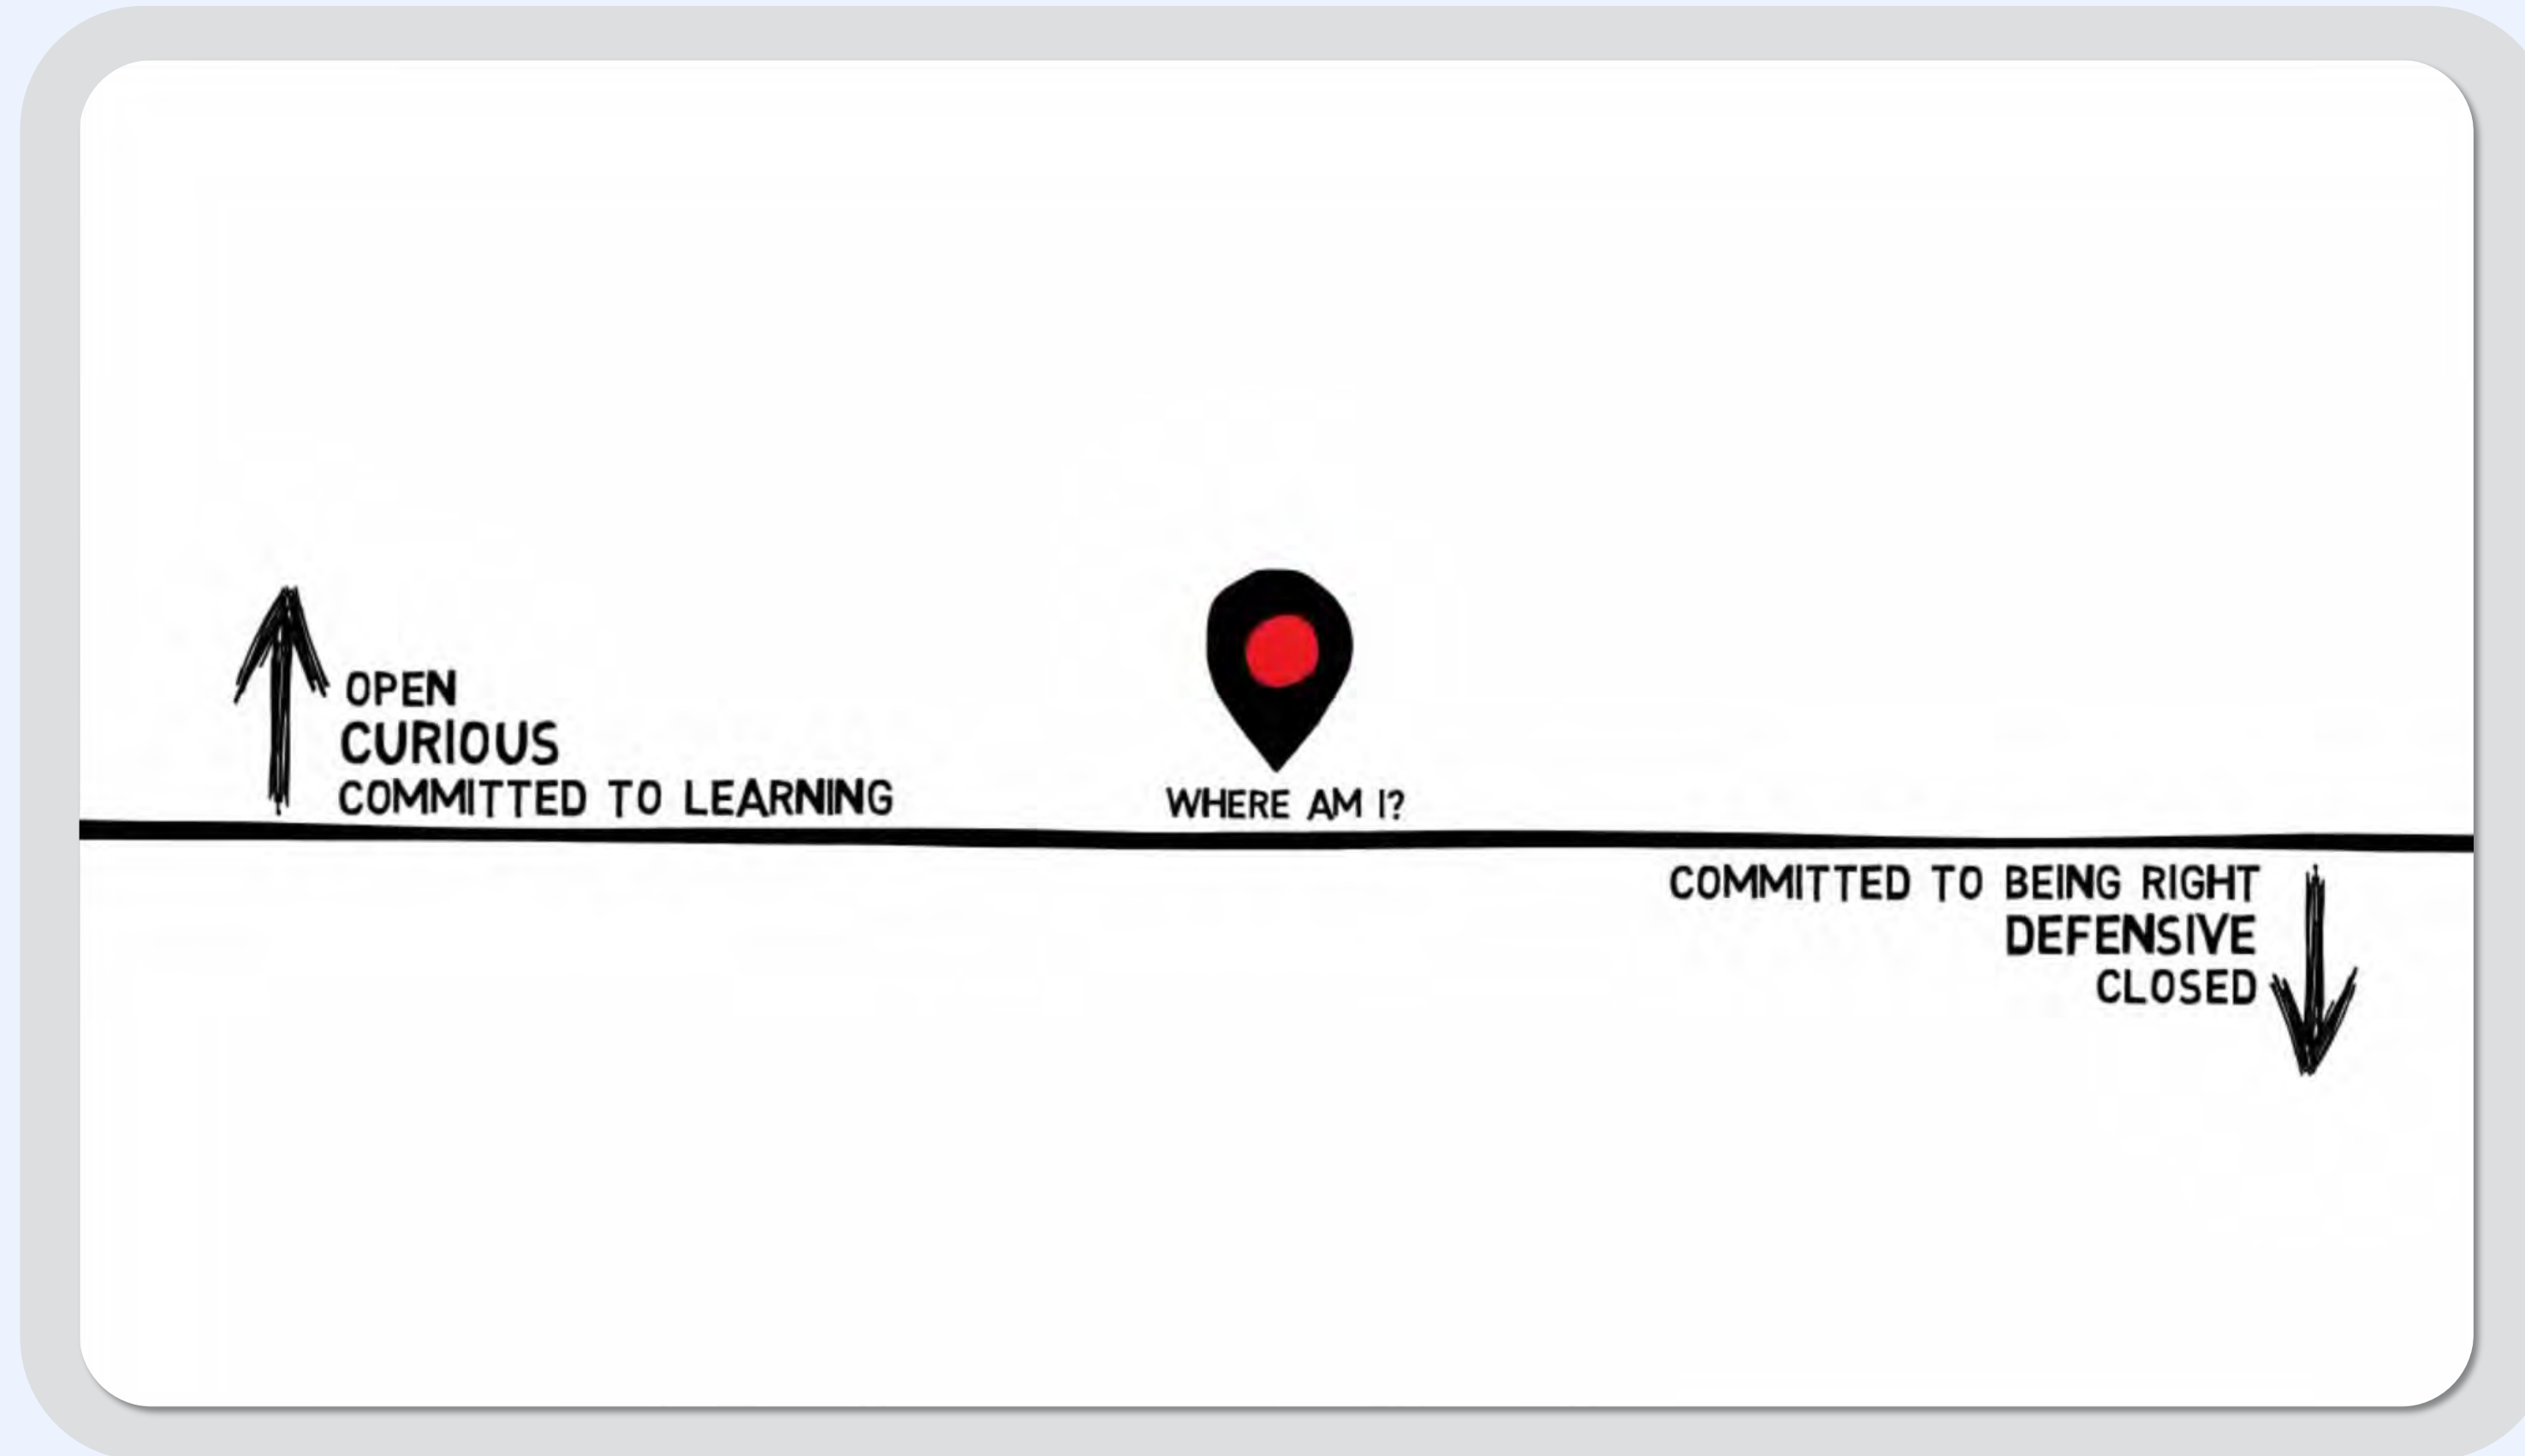 OPEN
CURIOUS
COMMITTED TO LEARNING
WHERE AM I?
COMMITTED TO BEING RIGHT
DEFENSIVE
CLOSED